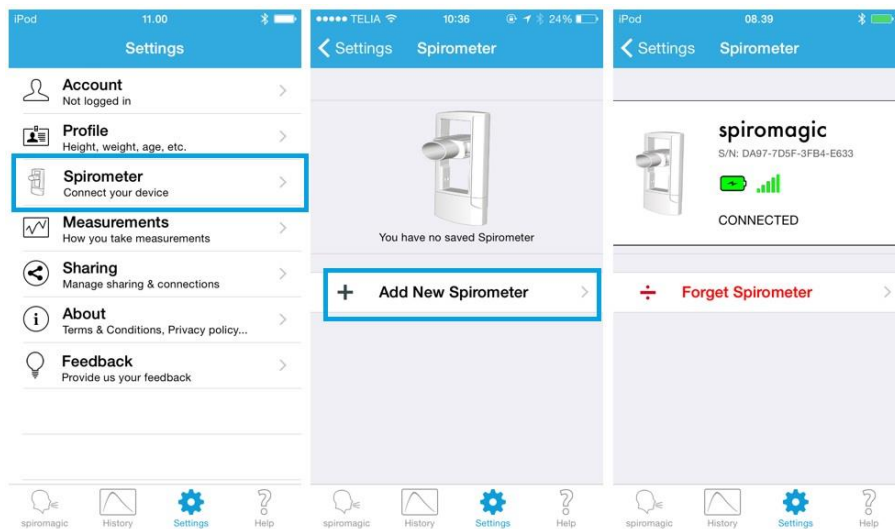 iPod 11.00
Settings
Account
Not logged in
Profile
Height, weight, age, etc.
Spirometer
Connect your device
Measurements
How you take measurements
Sharing
Manage sharing & connections
About
Terms & Conditions, Privacy policy...
Feedback
Provide us your feedback
spiromagic History Settings Help
TELIA 10:36 24%
Settings Spirometer
You have no saved Spirometer
+ Add New Spirometer
spiromagic History Settings Help
iPod 08.39
Settings Spirometer
spiromagic
S/N: DA97-7D5F-3FB4-E633
CONNECTED
÷ Forget Spirometer
spiromagic History Settings Help